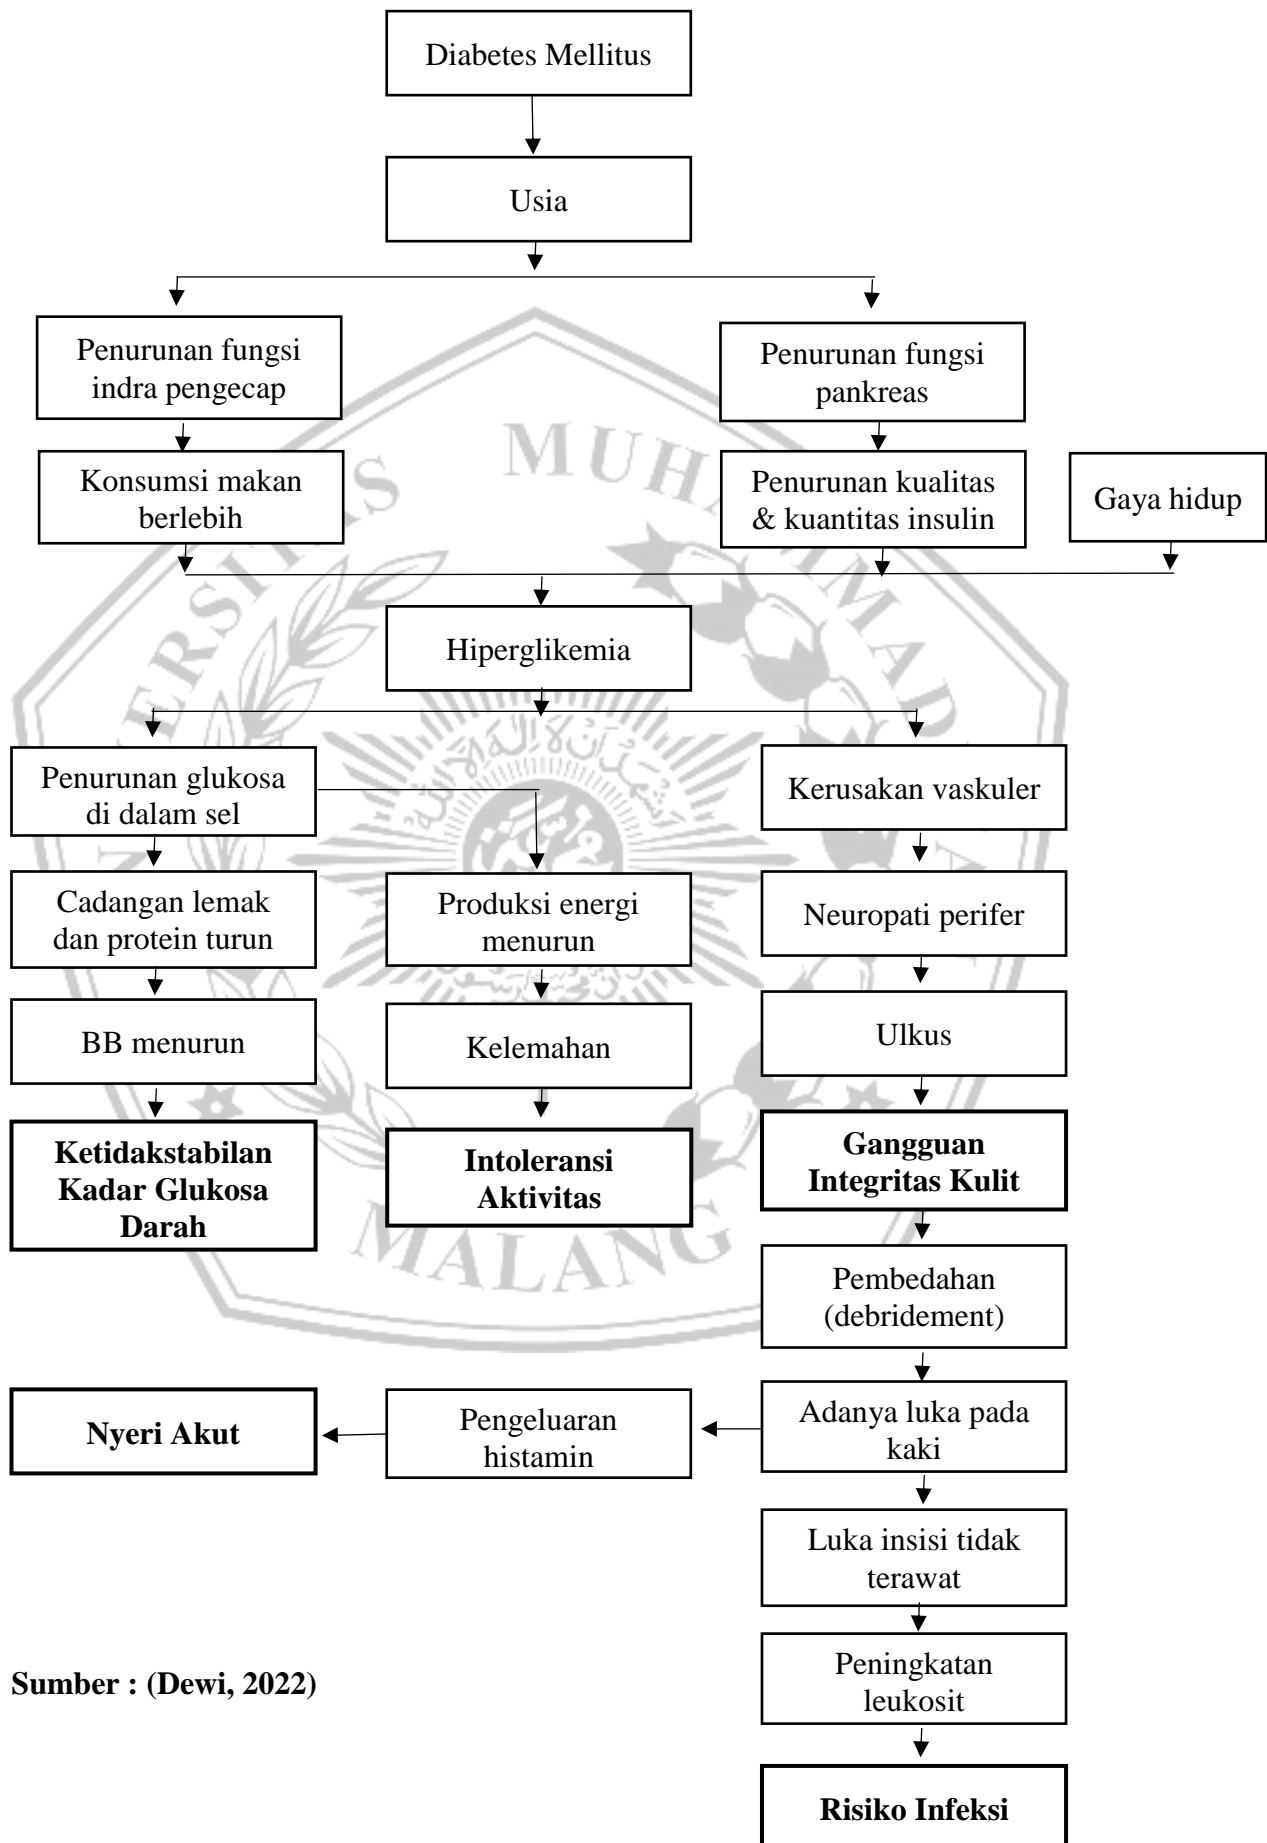 Diabetes Mellitus
Usia
Penurunan fungsi
indra pengecap
Penurunan fungsi
pankreas
Konsumsi makan
berlebih
Penurunan kualitas
& kuantitas insulin
Gaya hidup
Hiperglikemia
Penurunan glukosa
di dalam sel
Kerusakan vaskuler
Cadangan lemak
dan protein turun
Produksi energi
menurun
Neuropati perifer
BB menurun
Kelemahan
Ulkus
Ketidakstabilan
Kadar Glukosa
Darah
Intoleransi
Aktivitas
Gangguan
Integritas Kulit
Pembedahan
(debridement)
Nyeri Akut
Pengeluaran
histamin
Adanya luka pada
kaki
Luka insisi tidak
terawat
Peningkatan
leukosit
Sumber : (Dewi, 2022)
Risiko Infeksi
MUHAMMAD
MALANG